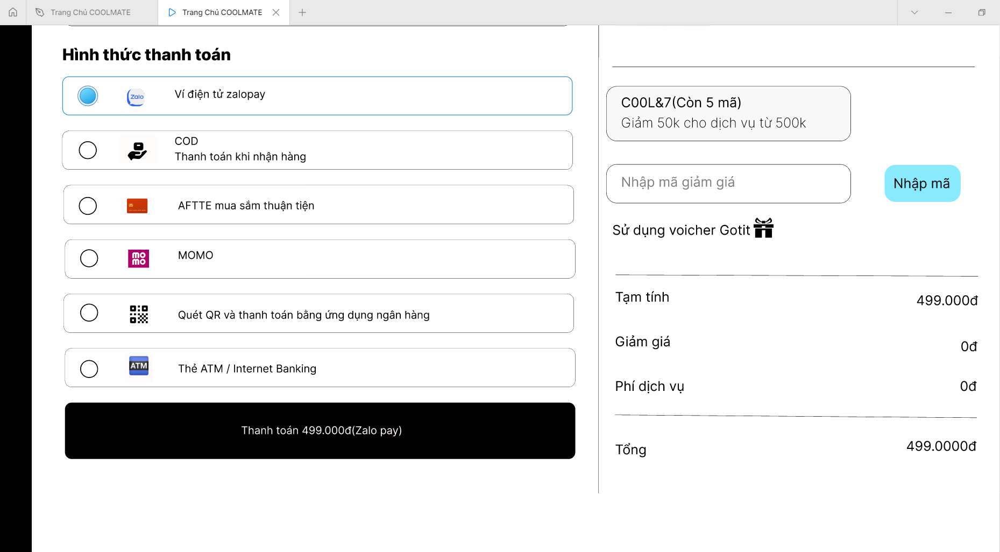 Trang Chủ COOLMATE
Trang Chủ COOLMATE
Hình thức thanh toán
Zalo
Ví điện tử zalopay
COD
Thanh toán khi nhận hàng
AFTTE mua sắm thuận tiện
mo
mo
MOMO
Quét QR và thanh toán bằng ứng dụng ngân hàng
ATM
Thẻ ATM / Internet Banking
Thanh toán 499.000đ(Zalo pay)
C00L&7(Còn 5 mã)
Giảm 50k cho dịch vụ từ 500k
Nhập mã giảm giá
Nhập mã
Sử dụng voicher Gotit
Tạm tính
499.000đ
Giảm giá
0đ
Phí dịch vụ
0đ
Tổng
499.0000đ